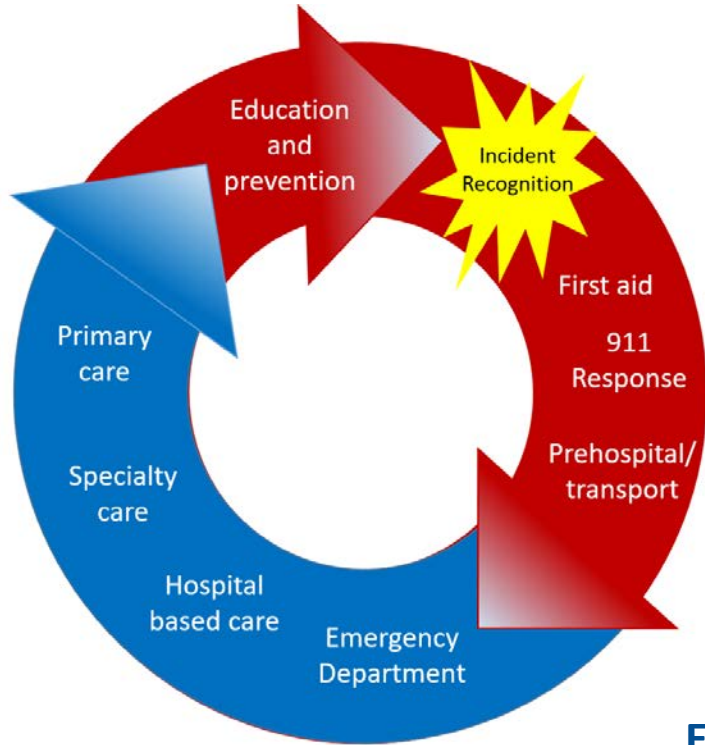 Education
and
prevention
Incident
Recognition
First aid
911
Response
Prehospital/
transport
Emergency
Department
Hospital
based care
Specialty
care
Primary
care